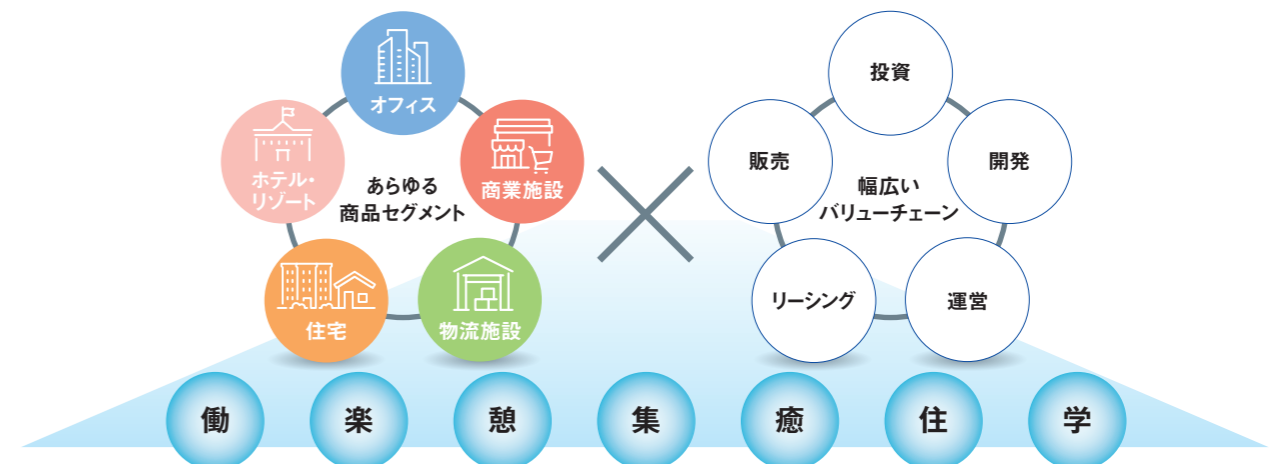 オフィス
商業施設
物流施設
住宅
ホテル・
リゾート
あらゆる
商品セグメント
投資
開発
運営
リーシング
販売
幅広い
バリューチェーン
働
楽
憩
集
癒
住
学